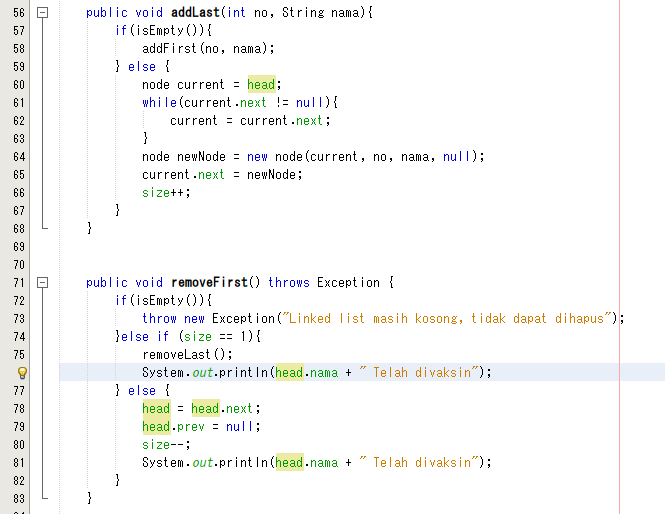 56 public void addLast(int no, String nama){
57 if(isEmpty()){
58 addFirst(no, nama);
59 } else {
60 node current = head;
61 while(current.next != null){
62 current = current.next;
63 }
64 node newNode = new node(current, no, nama, null);
65 current.next = newNode;
66 size++;
67 }
68 }
69
70
71 public void removeFirst() throws Exception {
72 if(isEmpty()){
73 throw new Exception("Linked list masih kosong, tidak dapat dihapus");
74 }else if (size == 1){
75 removeLast();
System.out.println(head.nama + " Telah divaksin");
77 } else {
78 head = head.next;
79 head.prev = null;
80 size--;
81 System.out.println(head.nama + " Telah divaksin");
82 }
83 }